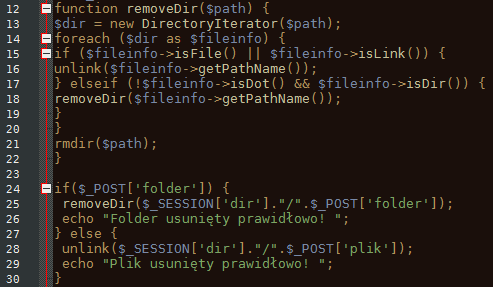 12 function removeDir($path) {
13 $dir = new DirectoryIterator($path);
14 foreach ($dir as $fileinfo) {
15 if ($fileinfo->isFile() || $fileinfo->isLink()) {
16 unlink($fileinfo->getPathName());
17 } elseif (!$fileinfo->isDot() && $fileinfo->isDir()) {
18 removeDir($fileinfo->getPathName());
19 }
20 }
21 rmdir($path);
22 }
23
24 if($_POST['folder']) {
25 removeDir($_SESSION['dir']."/".$_POST['folder']);
26 echo "Folder usunięty prawidłowo! ";
27 } else {
28 unlink($_SESSION['dir']."/".$_POST['plik']);
29 echo "Plik usunięty prawidłowo! ";
30 }